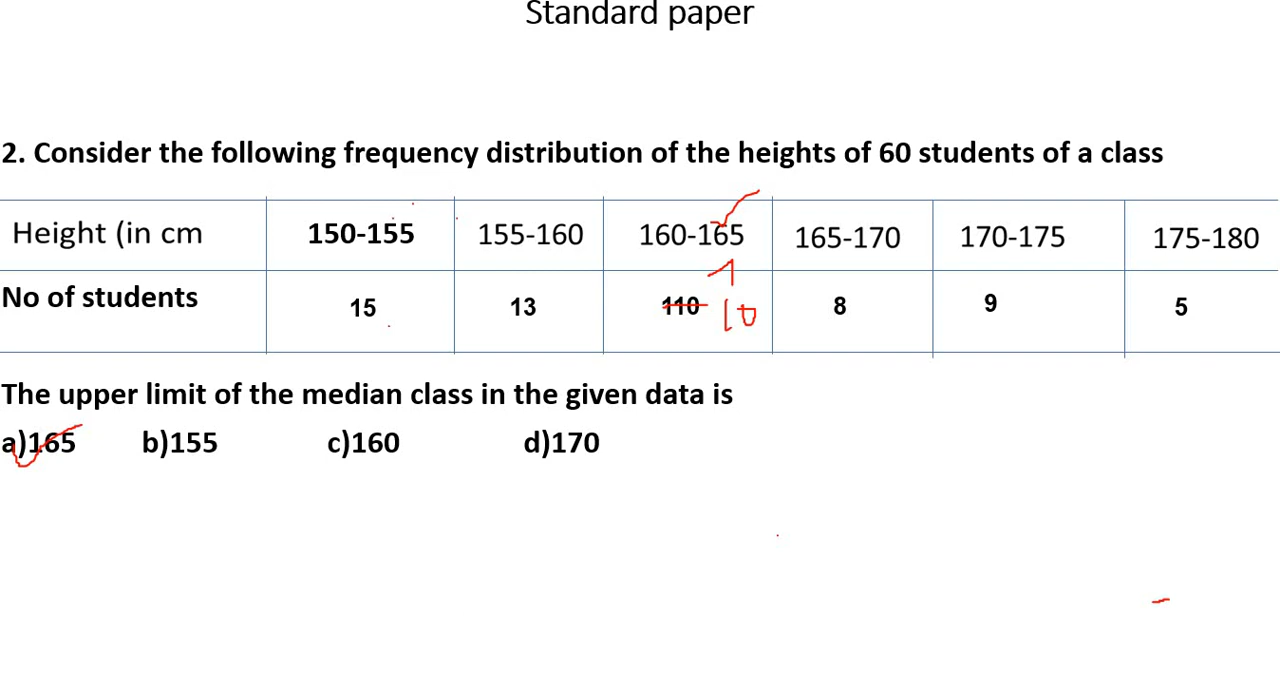 Standard paper
2. Consider the following frequency distribution of the heights of 60 students of a class
Height (in cm 150-155 155-160 160-165 165-170 170-175 175-180
No of students 15 13 110 10 8 9 5
The upper limit of the median class in the given data is
a)165 b)155 c)160 d)170